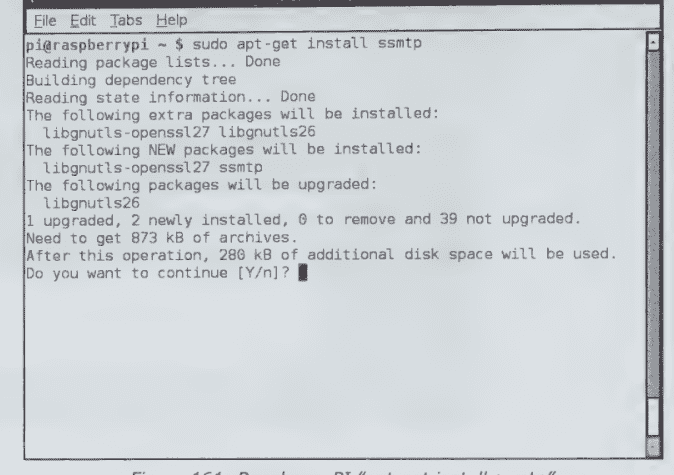 File Edit Tabs Help
pi@raspberrypi ~ $ sudo apt-get install ssmtp
Reading package lists... Done
Building dependency tree
Reading state information... Done
The following extra packages will be installed:
  libgnutls-openssl27 libgnutls26
The following NEW packages will be installed:
  libgnutls-openssl27 ssmtp
The following packages will be upgraded:
  libgnutls26
1 upgraded, 2 newly installed, 0 to remove and 39 not upgraded.
Need to get 873 kB of archives.
After this operation, 280 kB of additional disk space will be used.
Do you want to continue [Y/n]?